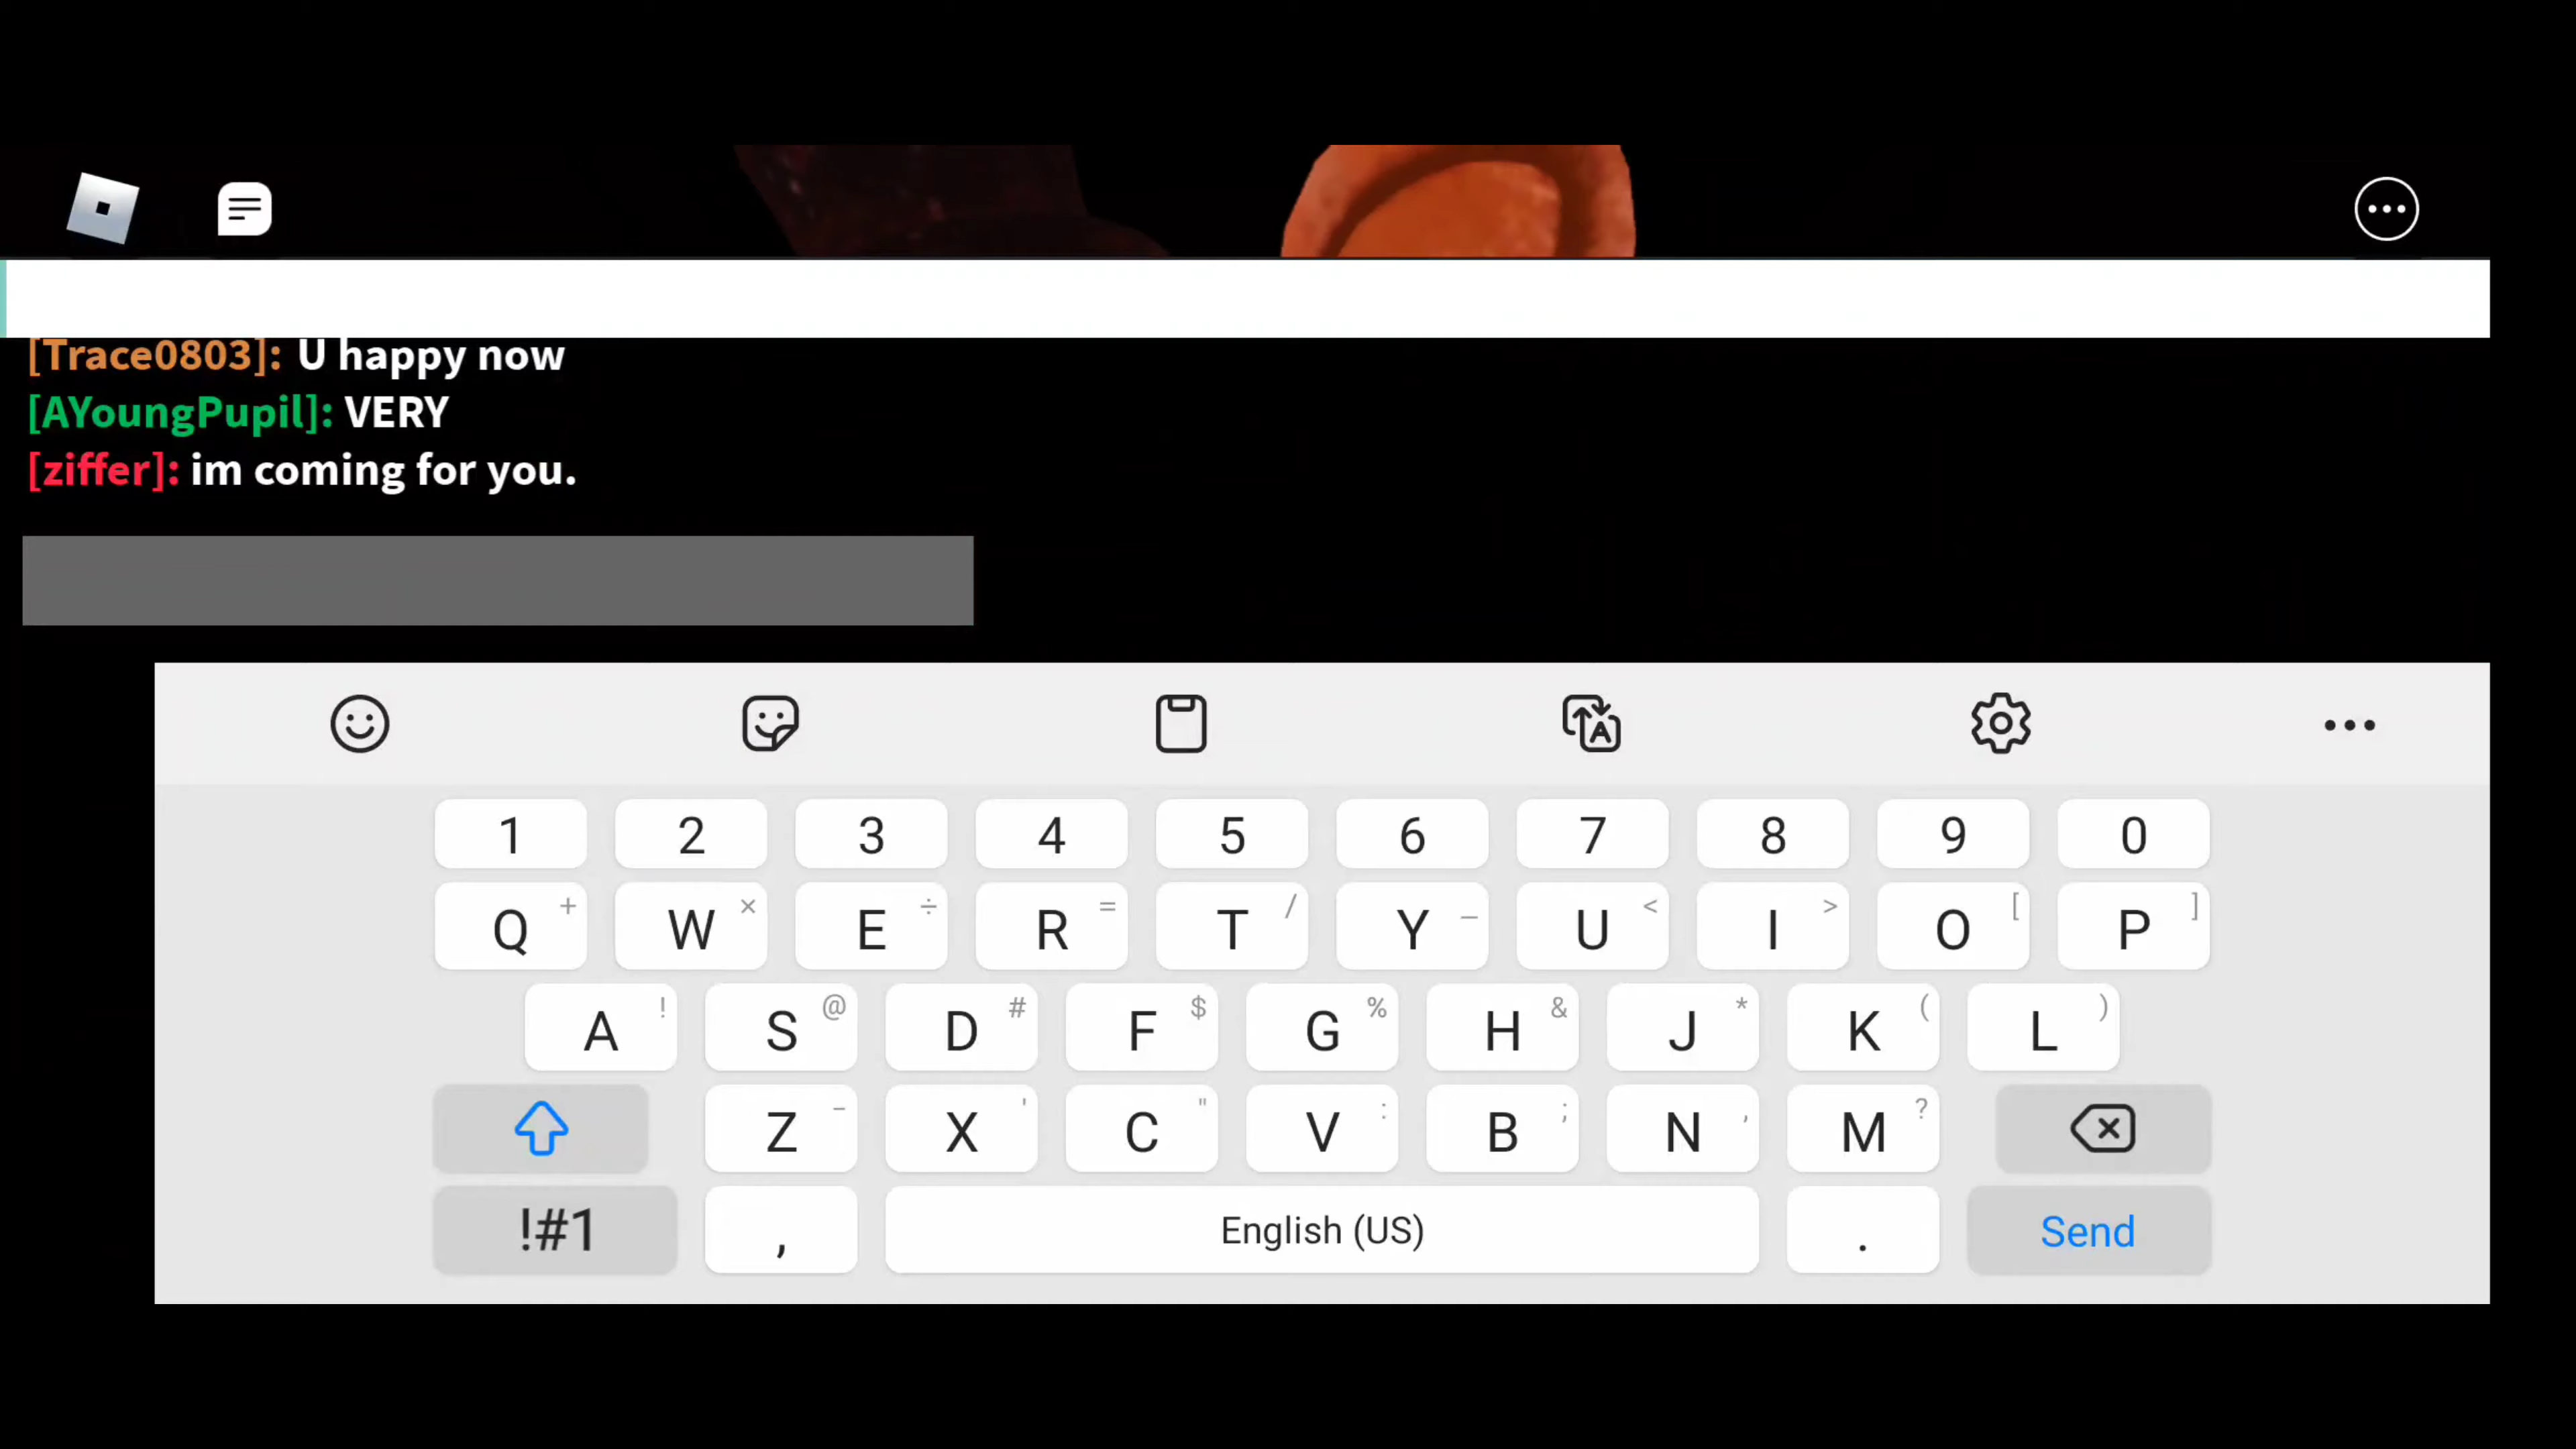 [Trace0803]: U happy now
[AYoungPupil]: VERY
[ziffer]: im coming for you.
1 2 3 4 5 6 7 8 9 0
Q + W × E ÷ R = T / Y _ U < I > O [ P ]
A ! S @ D # F $ G % H & J * K ( L )
Z - X ' C " V : B ; N , M ?
!#1 , English (US) . Send